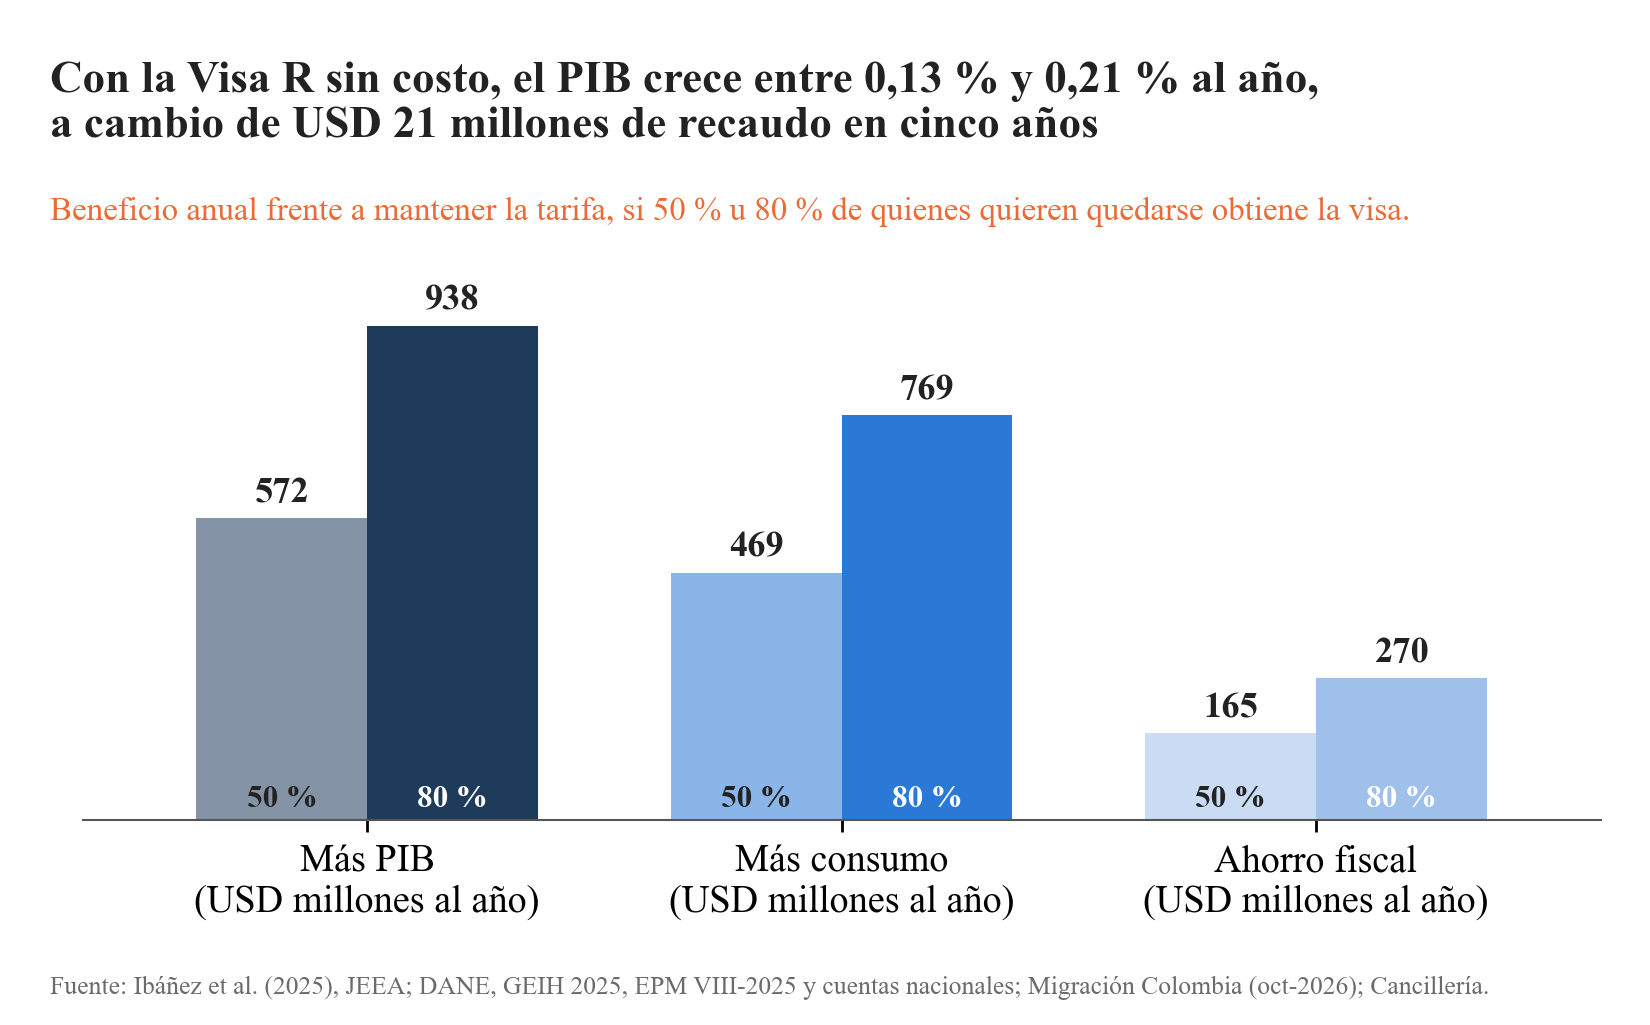 Con la Visa R sin costo, el PIB crece entre 0,13 % y 0,21 % al año,
a cambio de USD 21 millones de recaudo en cinco años
Beneficio anual frente a mantener la tarifa, si 50 % u 80 % de quienes quieren quedarse obtiene la visa.
938
769
572
469
270
165
50 %
80 %
50 %
80 %
50 %
80 %
Más PIB
(USD millones al año)
Más consumo
(USD millones al año)
Ahorro fiscal
(USD millones al año)
Fuente: Ibáñez et al. (2025), JEEA; DANE, GEIH 2025, EPM VIII-2025 y cuentas nacionales; Migración Colombia (oct-2026); Cancillería.